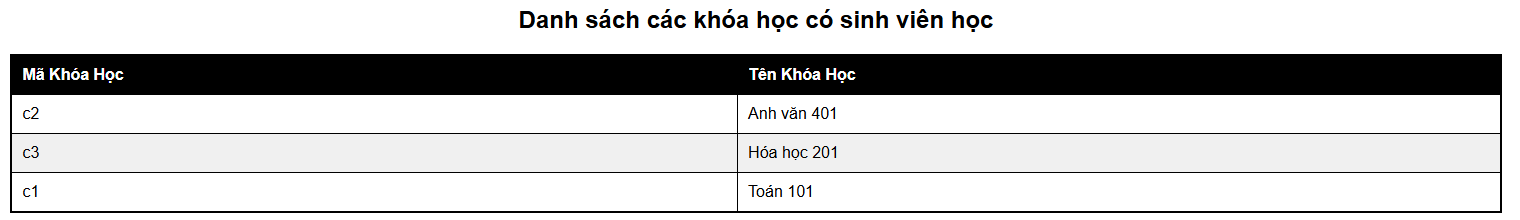 Danh sách các khóa học có sinh viên học
Mã Khóa Học Tên Khóa Học
c2 Anh văn 401
c3 Hóa học 201
c1 Toán 101